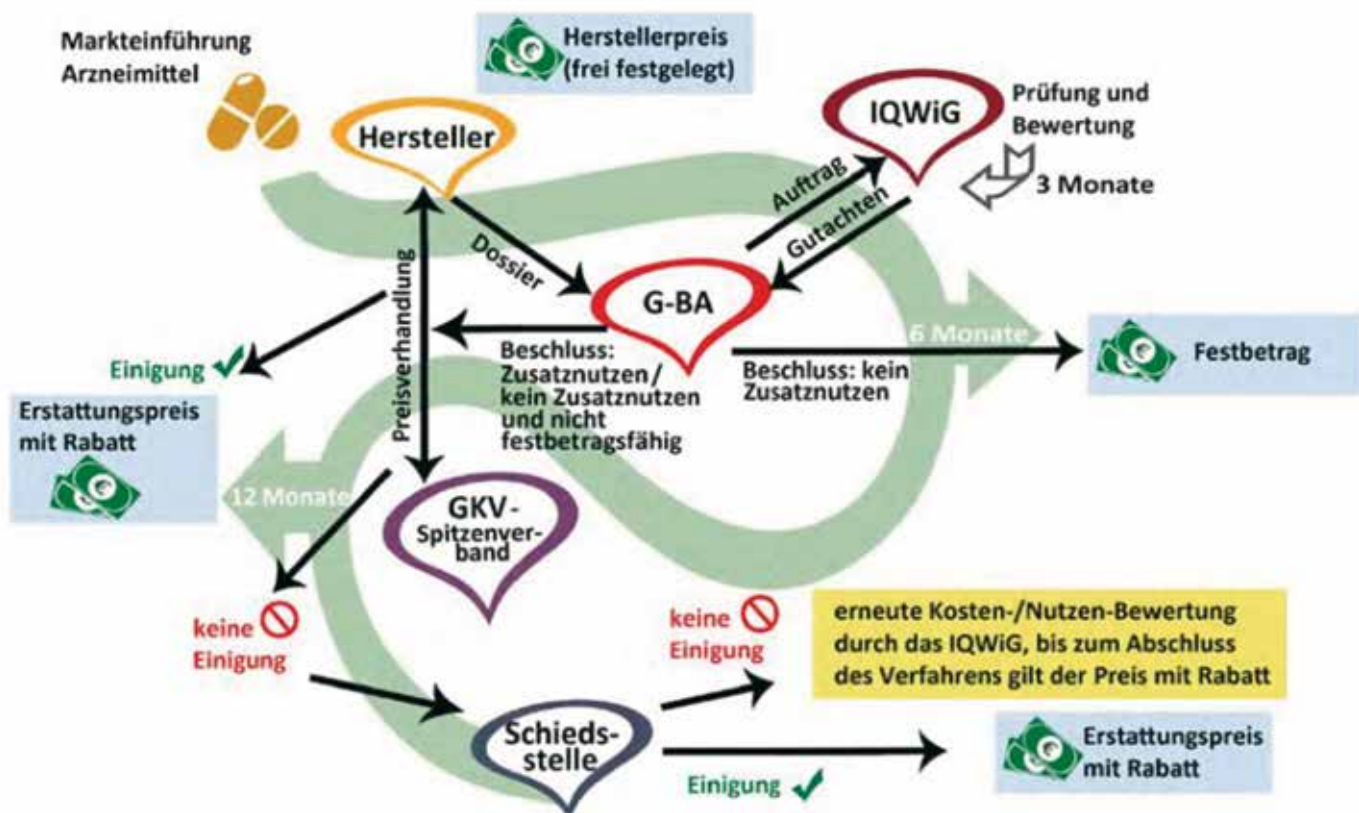 Markteinführung
Arzneimittel
Herstellerpreis
(frei festgelegt)
Hersteller
IQWiG
Prüfung und
Bewertung
3 Monate
Auftrag
Gutachten
Dossier
G-BA
Preisverhandlung
6 Monate
Festbetrag
Beschluss:
Zusatznutzen/
kein Zusatznutzen
und nicht
festbetragsfähig
Beschluss: kein
Zusatznutzen
Einigung
Erstattungspreis
mit Rabatt
12 Monate
GKV-
Spitzenver-
band
keine
Einigung
keine
Einigung
erneute Kosten-/Nutzen-Bewertung
durch das IQWiG, bis zum Abschluss
des Verfahrens gilt der Preis mit Rabatt
Schieds-
stelle
Einigung
Erstattungspreis
mit Rabatt